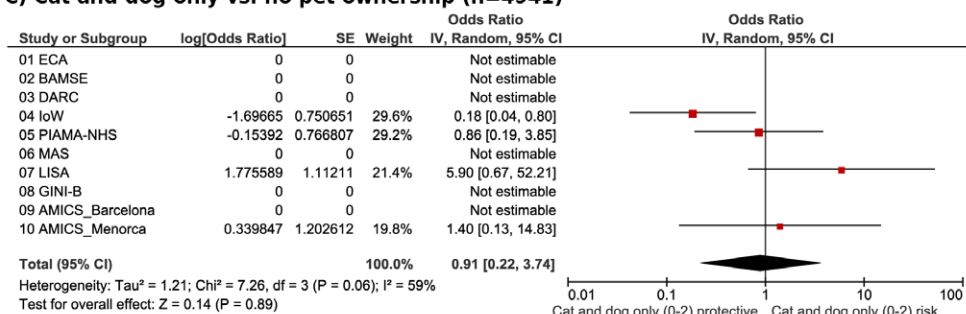 C) Cat and dog only vs. no pet ownership (n=4941)
Odds Ratio Odds Ratio
Study or Subgroup log[Odds Ratio] SE Weight IV, Random, 95% CI IV, Random, 95% CI
01 ECA 0 0 Not estimable
02 BAMSE 0 0 Not estimable
03 DARC 0 0 Not estimable
04 IoW -1.69665 0.750651 29.6% 0.18 [0.04, 0.80]
05 PIAMA-NHS -0.15392 0.766807 29.2% 0.86 [0.19, 3.85]
06 MAS 0 0 Not estimable
07 LISA 1.775589 1.11211 21.4% 5.90 [0.67, 52.21]
08 GINI-B 0 0 Not estimable
09 AMICS_Barcelona 0 0 Not estimable
10 AMICS_Menorca 0.339847 1.202612 19.8% 1.40 [0.13, 14.83]
Total (95% CI) 100.0% 0.91 [0.22, 3.74]
Heterogeneity: Tau² = 1.21; Chi² = 7.26, df = 3 (P = 0.06); I² = 59%
Test for overall effect: Z = 0.14 (P = 0.89)
0.01 0.1 1 10 100
Cat and dog only (0-2) protective Cat and dog only (0-2) risk